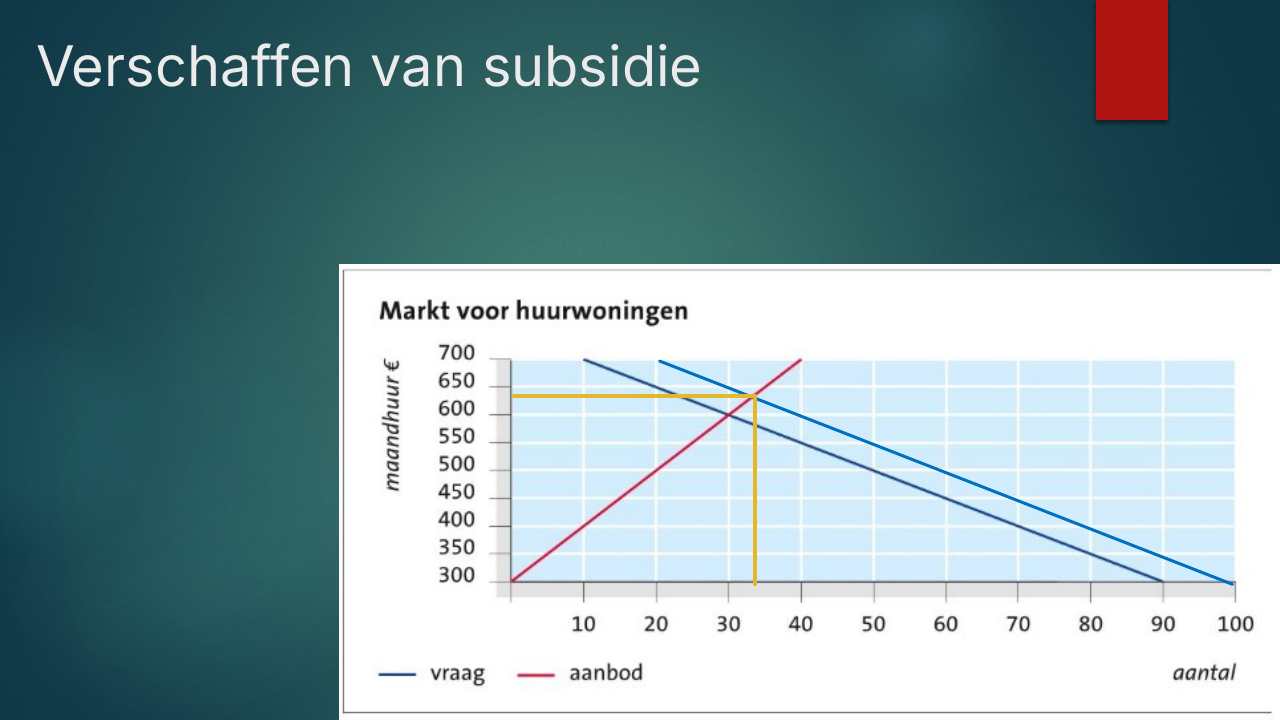 Verschaffen van subsidie
Markt voor huurwoningen
maandhuur €
700
650
600
550
500
450
400
350
300
10 20 30 40 50 60 70 80 90 100
vraag aanbod aantal